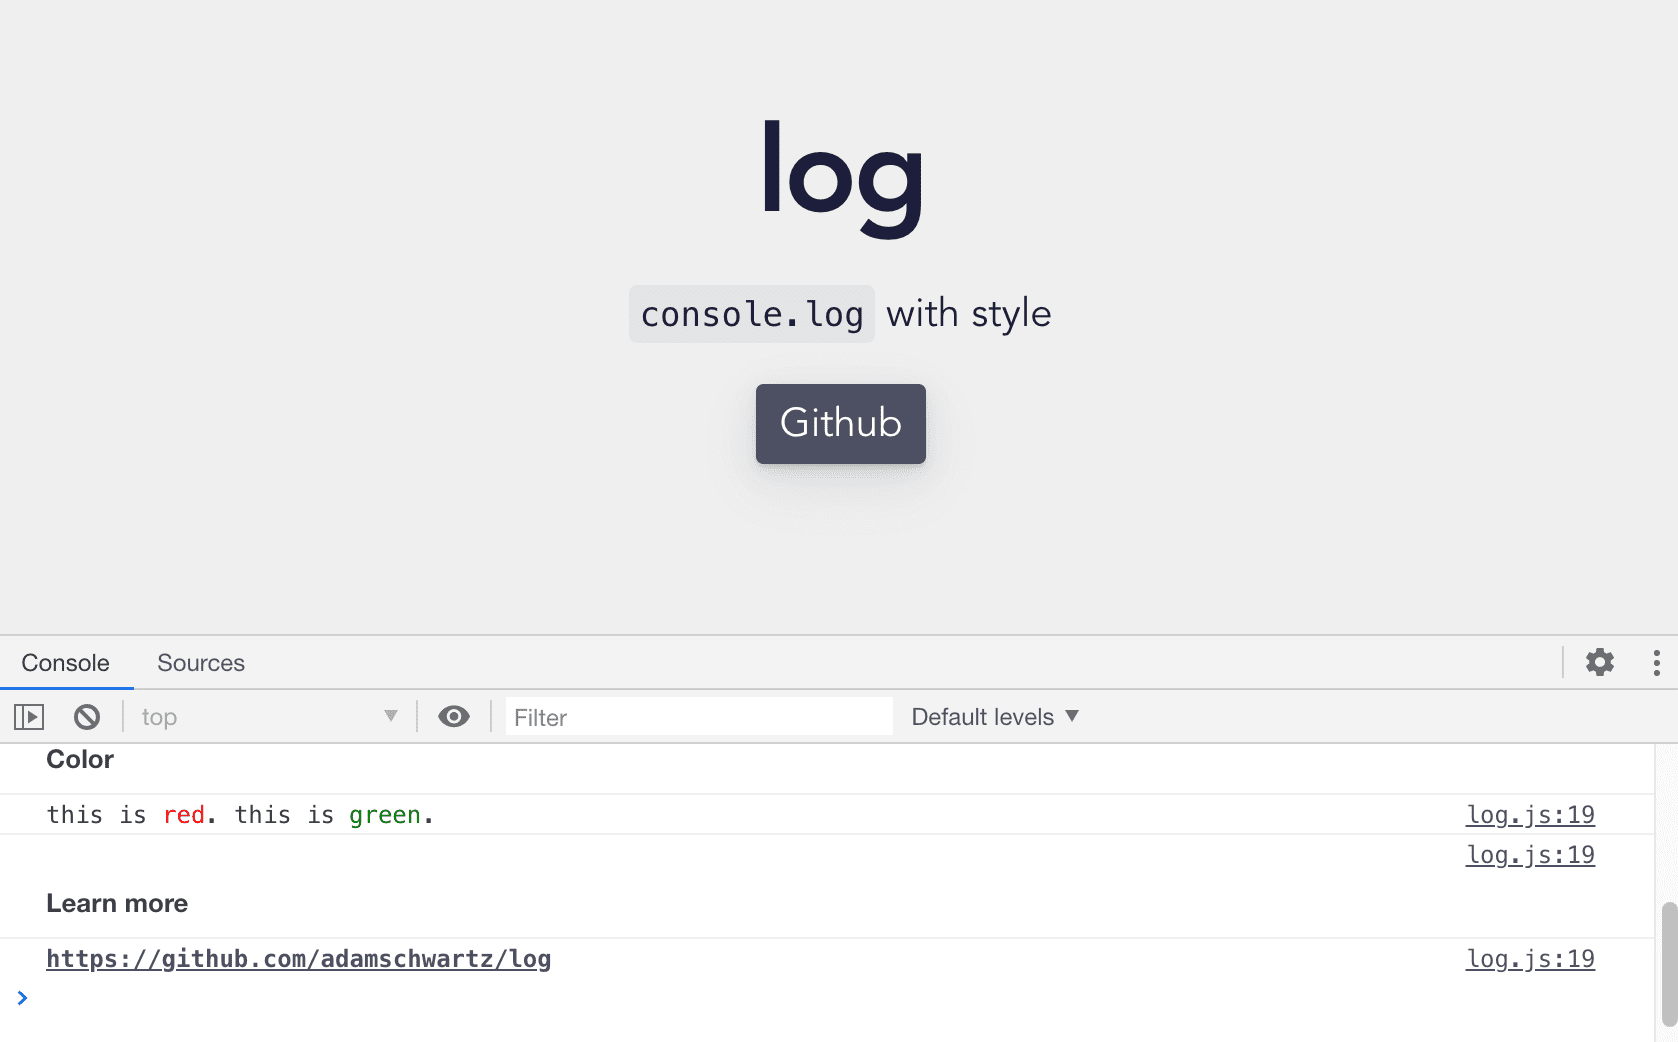 log
console.log with style
Github
Console Sources
top Filter Default levels
Color
this is red. this is green. log.js:19
log.js:19
Learn more
https://github.com/adamschwartz/log log.js:19